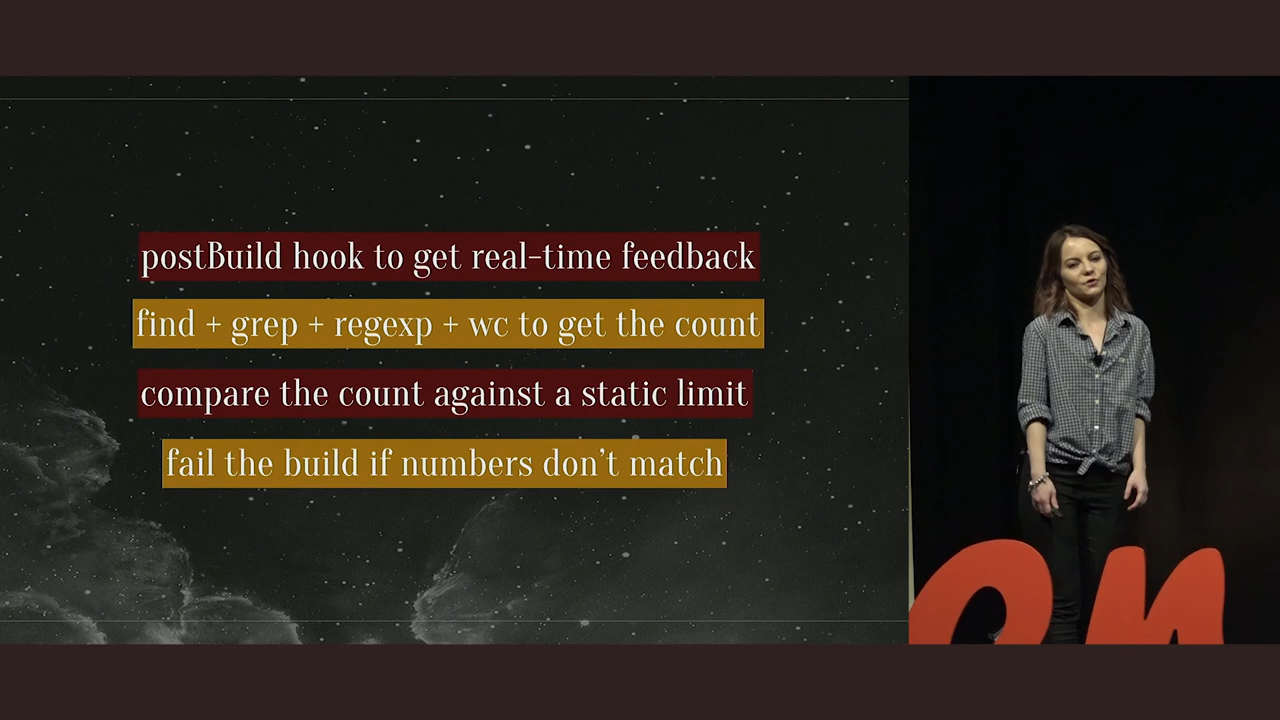 postBuild hook to get real-time feedback
find + grep + regexp + wc to get the count
compare the count against a static limit
fail the build if numbers don't match